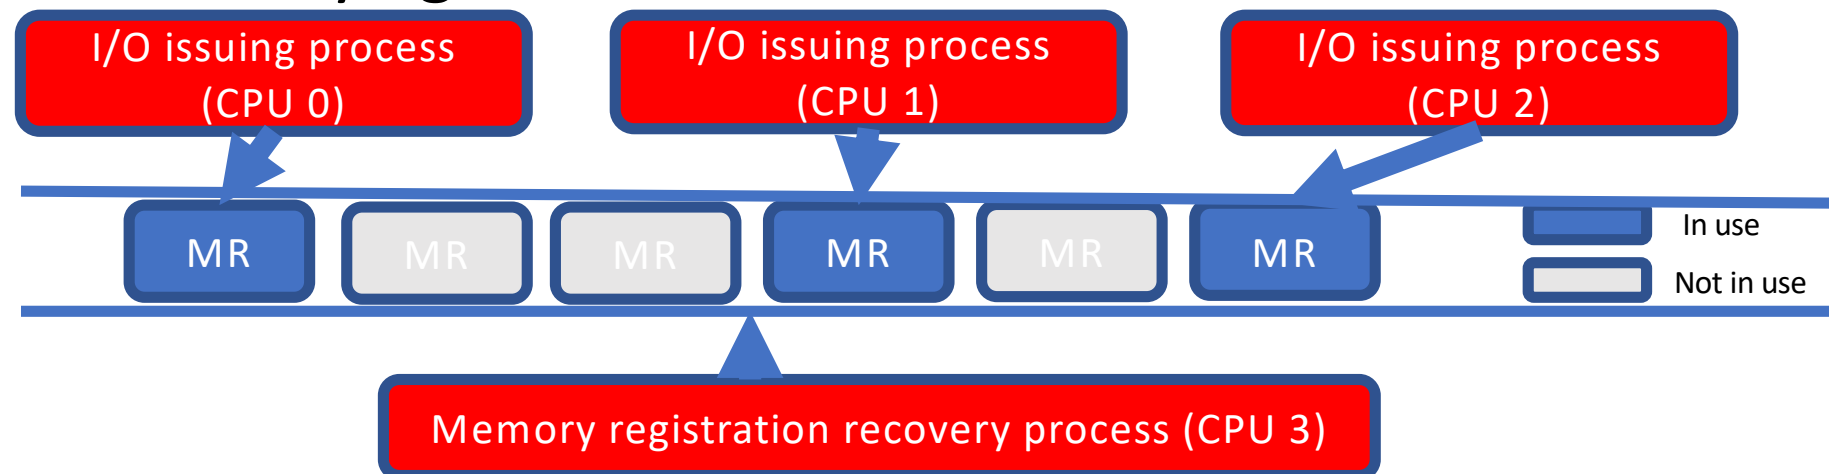 I/O issuing process
(CPU 0)
I/O issuing process
(CPU 1)
I/O issuing process
(CPU 2)
MR
MR
MR
MR
MR
MR
In use
Not in use
Memory registration recovery process (CPU 3)